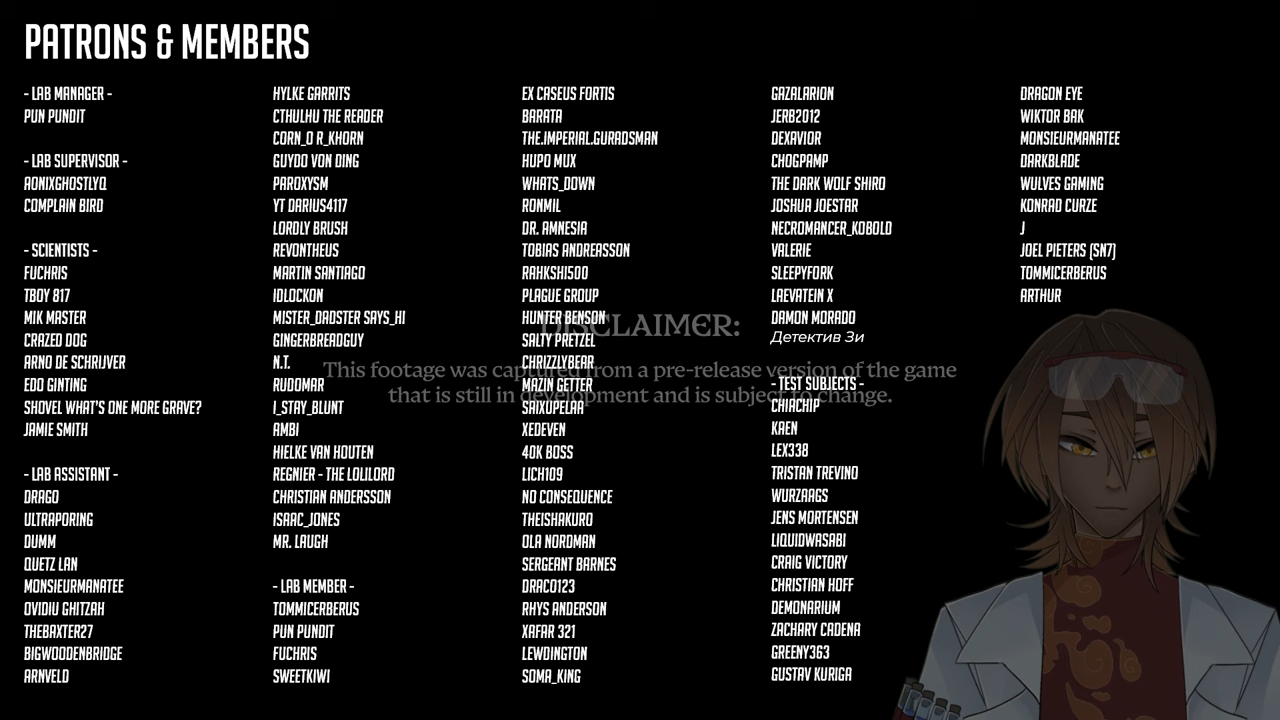 PATRONS & MEMBERS
- LAB MANAGER -
PUN PUNDIT
- LAB SUPERVISOR -
AONIXGHOSTLYQ
COMPLAIN BIRD
- SCIENTISTS -
FUCHRIS
TBOY 817
MIK MASTER
CRAZED DOG
ARNO DE SCHRIJVER
EDO GINTING
SHOVEL WHAT'S ONE MORE GRAVE?
JAMIE SMITH
- LAB ASSISTANT -
DRAGO
ULTRAPORING
DUMM
QUETZ LAN
MONSIEURMANATEE
OVIDIU GHITZAH
THEBAXTER27
BIGWOODENBRIDGE
ARNVELD
HYLKE GARRITS
CTHULHU THE READER
CORN_O R_KHORN
GUYDO VON DING
PAROXYSM
YT DARIUS4117
LORDLY BRUSH
REVONTHEUS
MARTIN SANTIAGO
IDLOCKON
MISTER_DADSTER SAYS_HI
GINGERBREADGUY
N.T.
RUDOMAR
I_STAY_BLUNT
AMBI
HIELKE VAN HOUTEN
REGNIER - THE LOLILORD
CHRISTIAN ANDERSSON
ISAAC_JONES
MR. LAUGH
- LAB MEMBER -
TOMMICERBERUS
PUN PUNDIT
FUCHRIS
SWEETKIWI
EX CASEUS FORTIS
BARATA
THE.IMPERIAL.GURADSMAN
HUPO MUX
WHATS_DOWN
RONMIL
DR. AMNESIA
TOBIAS ANDREASSON
RAHKSHI500
PLAGUE GROUP
HUNTER BENSON
SALTY PRETZEL
CHRIZZLYBEAR
MAZIN GETTER
SAIXUPELAA
XEDEVEN
40K BOSS
LICH109
NO CONSEQUENCE
THEISHAKURO
OLA NORDMAN
SERGEANT BARNES
DRACO123
RHYS ANDERSON
XAFAR 321
LEWDINGTON
SOMA_KING
GAZALARION
JERB2012
DEXAVIOR
CHOGPAMP
THE DARK WOLF SHIRO
JOSHUA JOESTAR
NECROMANCER_KOBOLD
VALERIE
SLEEPYFORK
LAEVATEIN X
DAMON MORADO
Детектив Зи
- TEST SUBJECTS -
CHIACHIP
KAEN
LEX338
TRISTAN TREVINO
WURZAAGS
JENS MORTENSEN
LIQUIDWASABI
CRAIG VICTORY
CHRISTIAN HOFF
DEMONARIUM
ZACHARY CADENA
GREENY363
GUSTAV KURIGA
DRAGON EYE
WIKTOR BAK
MONSIEURMANATEE
DARKBLADE
WULVES GAMING
KONRAD CURZE
J
JOEL PIETERS (SN7)
TOMMICERBERUS
ARTHUR
DISCLAIMER:
This footage was captured from a pre-release version of the game
that is still in development and is subject to change.